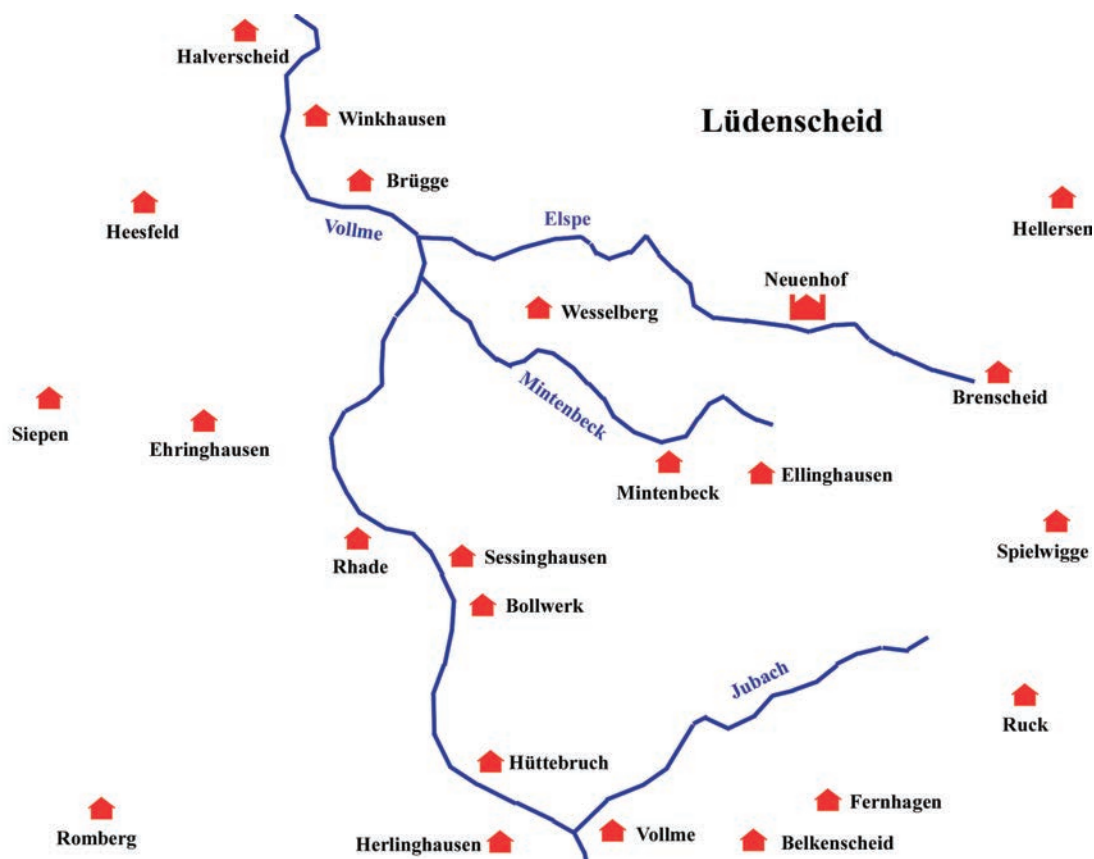 Halverscheid
Winkhausen
Lüdenscheid
Brügge
Heesfeld
Vollme
Elspe
Hellersen
Neuenhof
Wesselberg
Brenscheid
Mintenbeck
Siepen
Ehringhausen
Mintenbeck
Ellinghausen
Spielwigge
Rhade
Sessinghausen
Bollwerk
Jubach
Ruck
Hüttebruch
Fernhagen
Romberg
Herlinghausen
Vollme
Belkenscheid